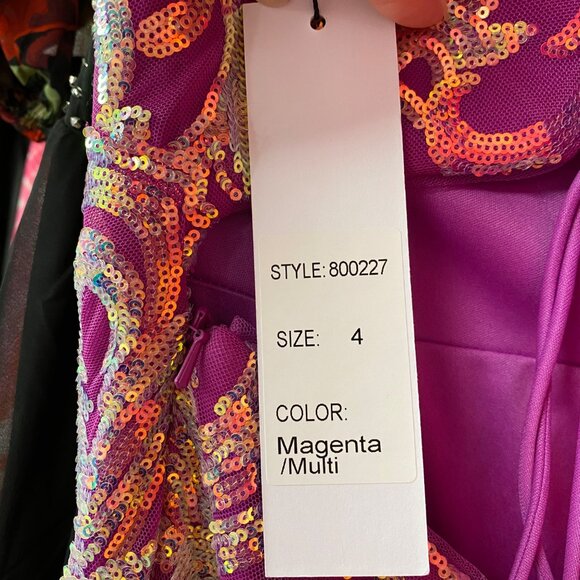 STYLE: 800227
SIZE: 4
COLOR:
Magenta
/Multi